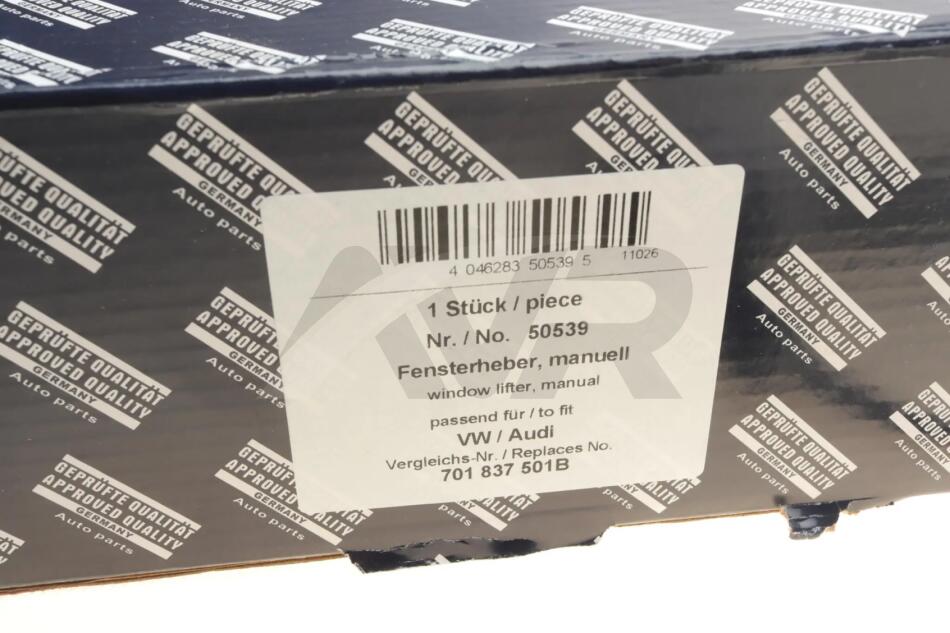 GEPRÜFTE QUALITÄT
APPROVED QUALITY
GERMANY
Auto parts
4 046283 50539 5
11026
1 Stück / piece
Nr. / No. 50539
Fensterheber, manuell
window lifter, manual
passend für / to fit
VW / Audi
Vergleichs-Nr. / Replaces No.
701 837 501B
AVR